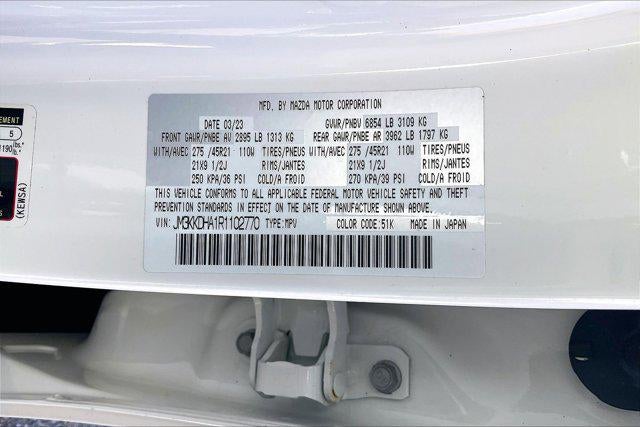 MFD. BY MAZDA MOTOR CORPORATION
DATE 03/23 GVWR/PNBV 6854 LB 3109 KG
FRONT GAWR/PNBE AV 2895 LB 1313 KG REAR GAWR/PNBE AR 3962 LB 1797 KG
WITH/AVEC 275 /45R21 110W TIRES/PNEUS WITH/AVEC 275 /45R21 110W TIRES/PNEUS
21X9 1/2J RIMS/JANTES 21X9 1/2J RIMS/JANTES
250 KPA/36 PSI COLD/A FROID 270 KPA/39 PSI COLD/A FROID
THIS VEHICLE CONFORMS TO ALL APPLICABLE FEDERAL MOTOR VEHICLE SAFETY AND THEFT
PREVENTION STANDARDS IN EFFECT ON THE DATE OF MANUFACTURE SHOWN ABOVE.
VIN: JM3KKDHA1R1102770 TYPE:MPV COLOR CODE:51K MADE IN JAPAN
EMENT
5
190 lbs
(KEWSA)